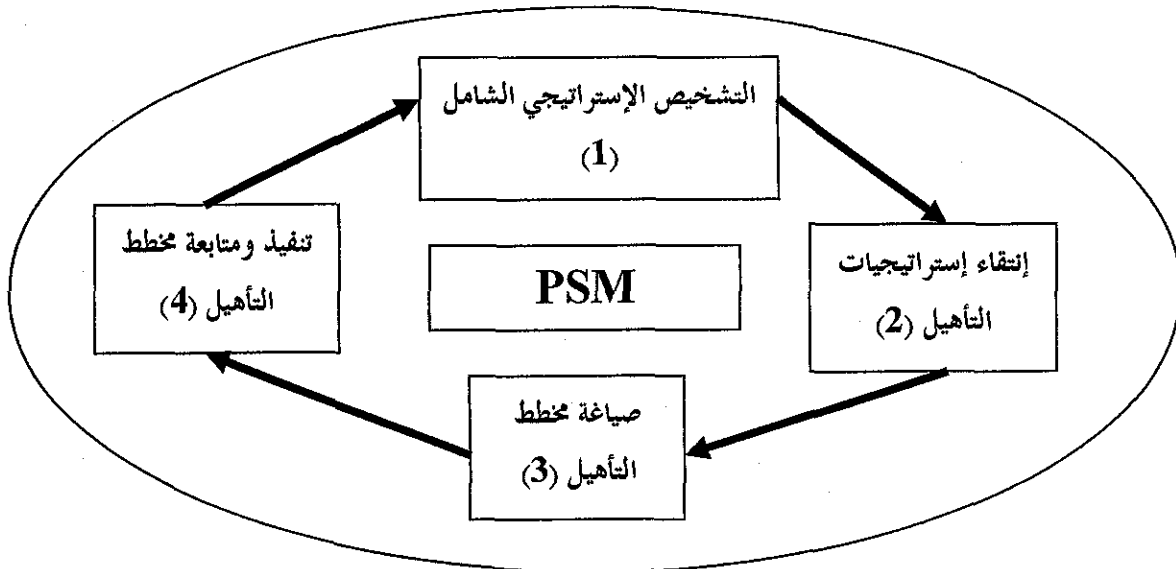 التشخيص الإستراتيجي الشامل
(1)
إنتقاء إستراتيجيات
التأهيل (2)
صياغة مخطط
التأهيل (3)
تنفيذ ومتابعة مخطط
التأهيل (4)
PSM